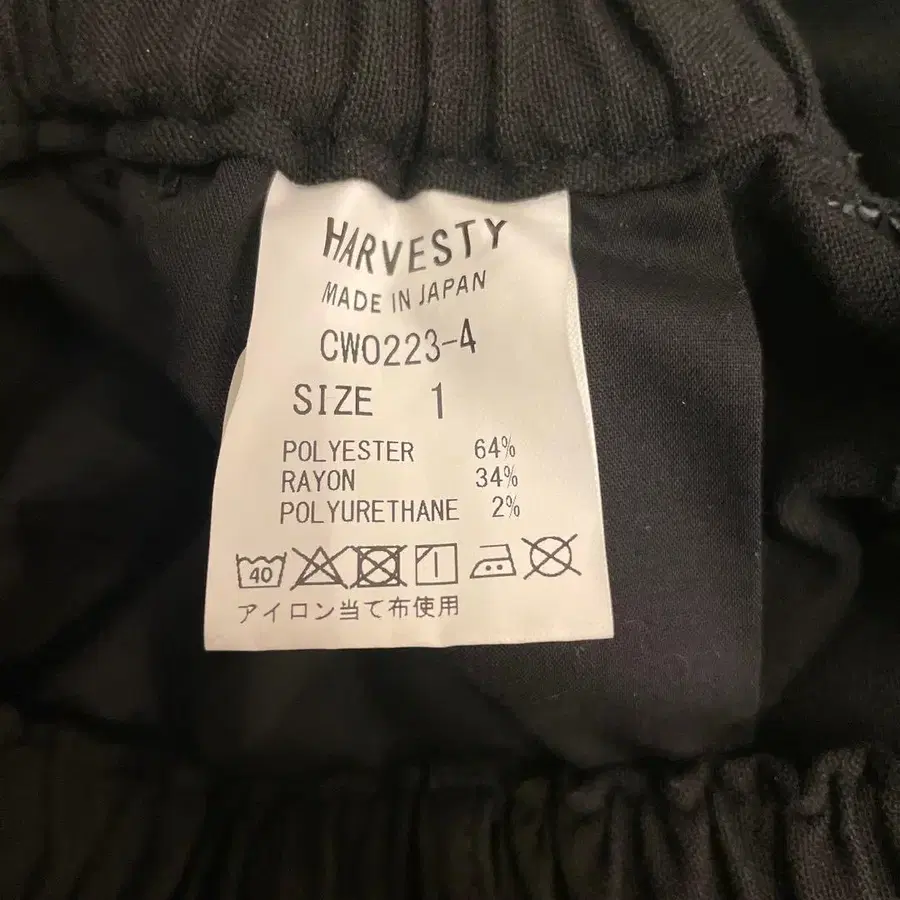 HARVESTY
MADE IN JAPAN
CW0223-4
SIZE 1
POLYESTER 64%
RAYON 34%
POLYURETHANE 2%
40
アイロン当て布使用